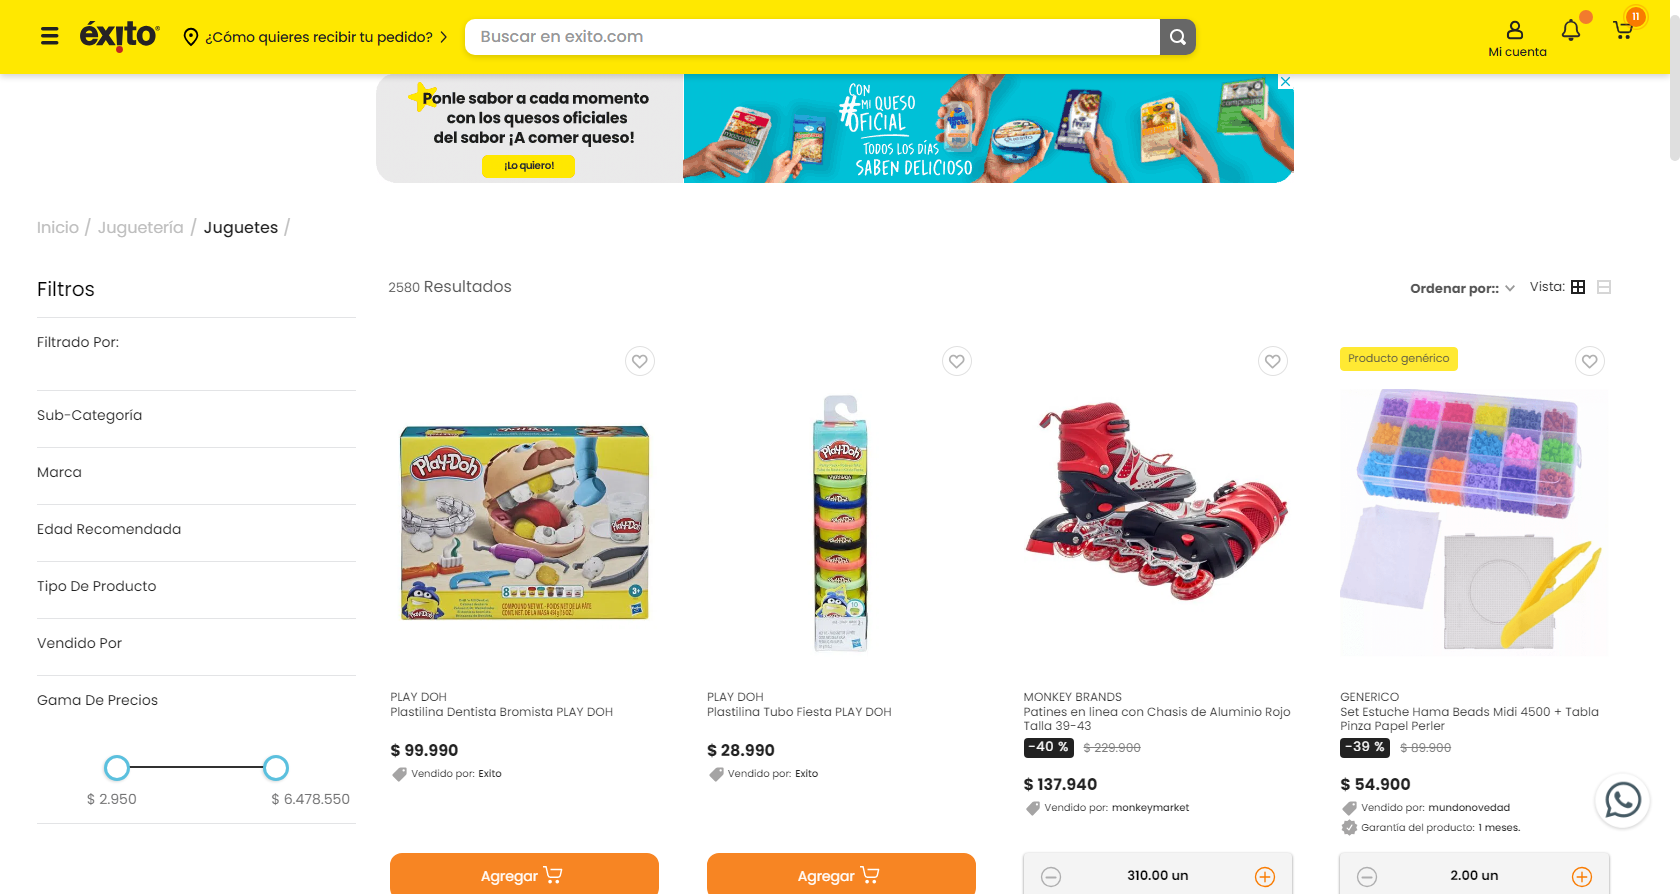 éxito
¿Cómo quieres recibir tu pedido?
Buscar en exito.com
Mi cuenta
11
Ponle sabor a cada momento
con los quesos oficiales
del sabor ¡A comer queso!
¡Lo quiero!
CON
#MI QUESO
OFICIAL
TODOS LOS DÍAS
SABEN DELICIOSO
Inicio / Juguetería / Juguetes /
Filtros
2580 Resultados
Ordenar por::
Vista:
Filtrado Por:
Sub-Categoría
Marca
Edad Recomendada
Tipo De Producto
Vendido Por
Gama De Precios
$ 2.950
$ 6.478.550
Play-Doh
PLAY DOH
Plastilina Dentista Bromista PLAY DOH
$ 99.990
Vendido por: Exito
Agregar
Play-Doh
PLAY DOH
Plastilina Tubo Fiesta PLAY DOH
$ 28.990
Vendido por: Exito
Agregar
MONKEY BRANDS
Patines en linea con Chasis de Aluminio Rojo
Talla 39-43
-40 % $ 229.900
$ 137.940
Vendido por: monkeymarket
310.00 un
Producto genérico
GENERICO
Set Estuche Hama Beads Midi 4500 + Tabla
Pinza Papel Perler
-39 % $ 89.900
$ 54.900
Vendido por: mundonovedad
Garantía del producto: 1 meses.
2.00 un